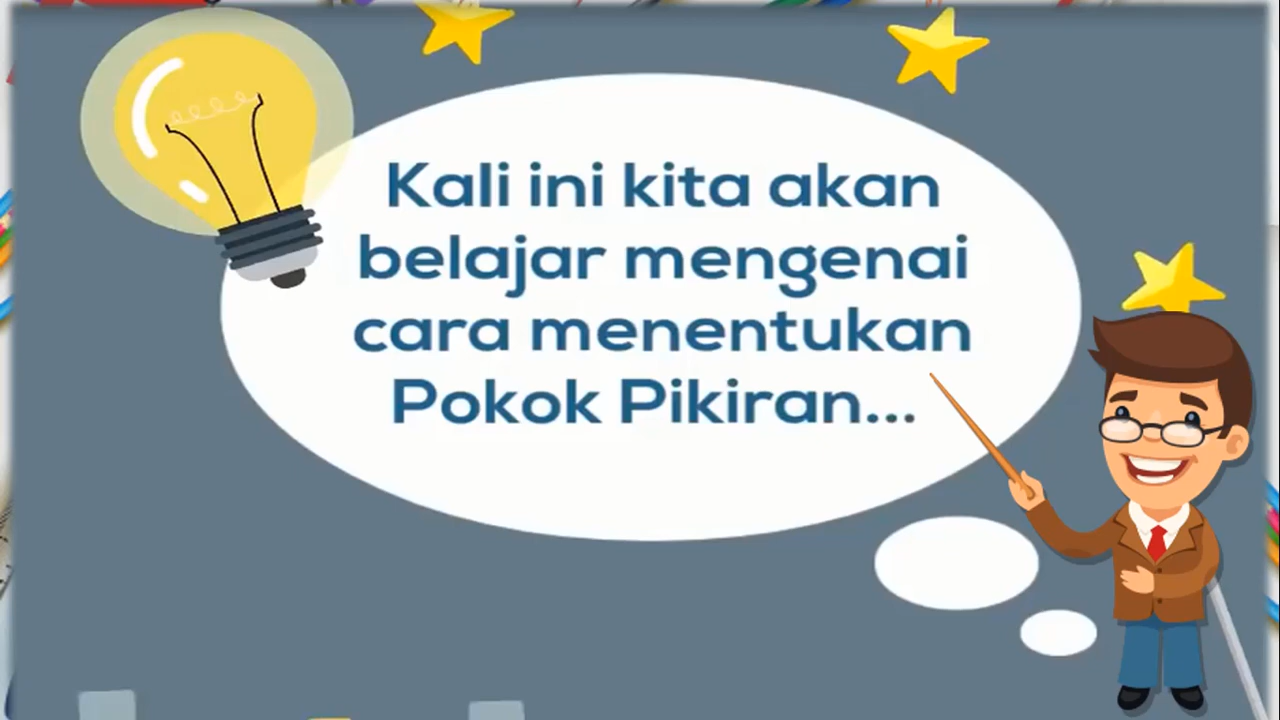 Kali ini kita akan
belajar mengenai
cara menentukan
Pokok Pikiran...